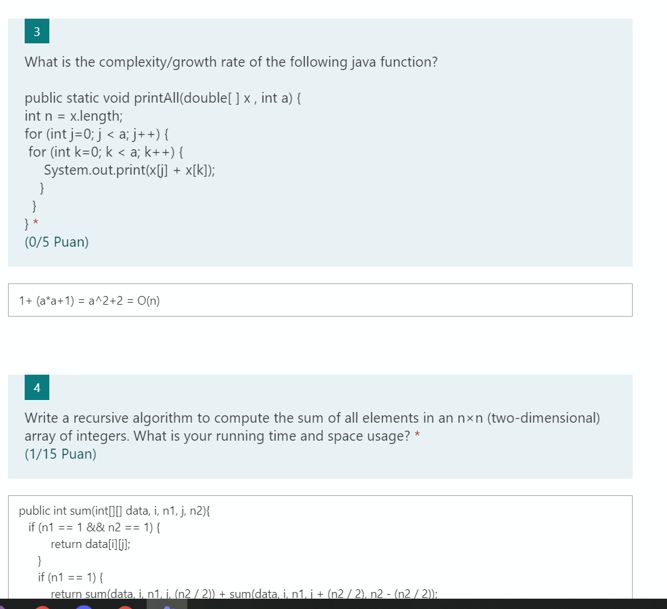 3
What is the complexity/growth rate of the following java function?
public static void printAll(double[ ] x , int a) {
int n = x.length;
for (int j=0; j < a; j++) {
for (int k=0; k < a; k++) {
System.out.print(x[j] + x[k]);
}
}
} *
(0/5 Puan)
1+ (a*a+1) = a^2+2 = O(n)
4
Write a recursive algorithm to compute the sum of all elements in an n×n (two-dimensional)
array of integers. What is your running time and space usage? *
(1/15 Puan)
public int sum(int[][] data, i, n1, j, n2){
if (n1 == 1 && n2 == 1) {
return data[i][j];
}
if (n1 == 1) {
return sum(data, i, n1, j, (n2 / 2)) + sum(data, i, n1, j + (n2 / 2), n2 - (n2 / 2));